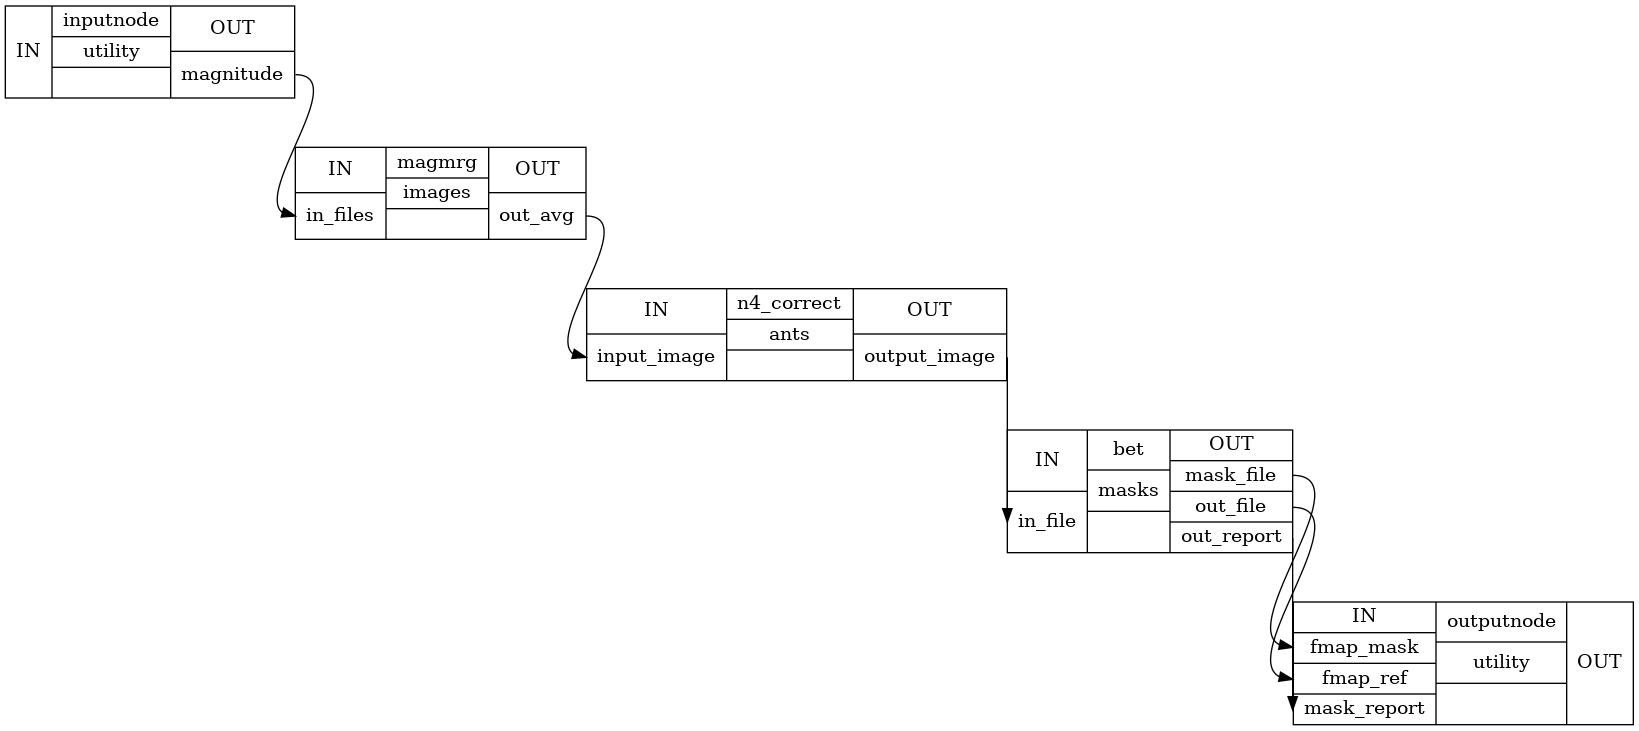 IN
inputnode
utility
OUT
magnitude
IN
in_files
magmrg
images
OUT
out_avg
IN
input_image
n4_correct
ants
OUT
output_image
IN
in_file
bet
masks
OUT
mask_file
out_file
out_report
IN
fmap_mask
fmap_ref
mask_report
outputnode
utility
OUT